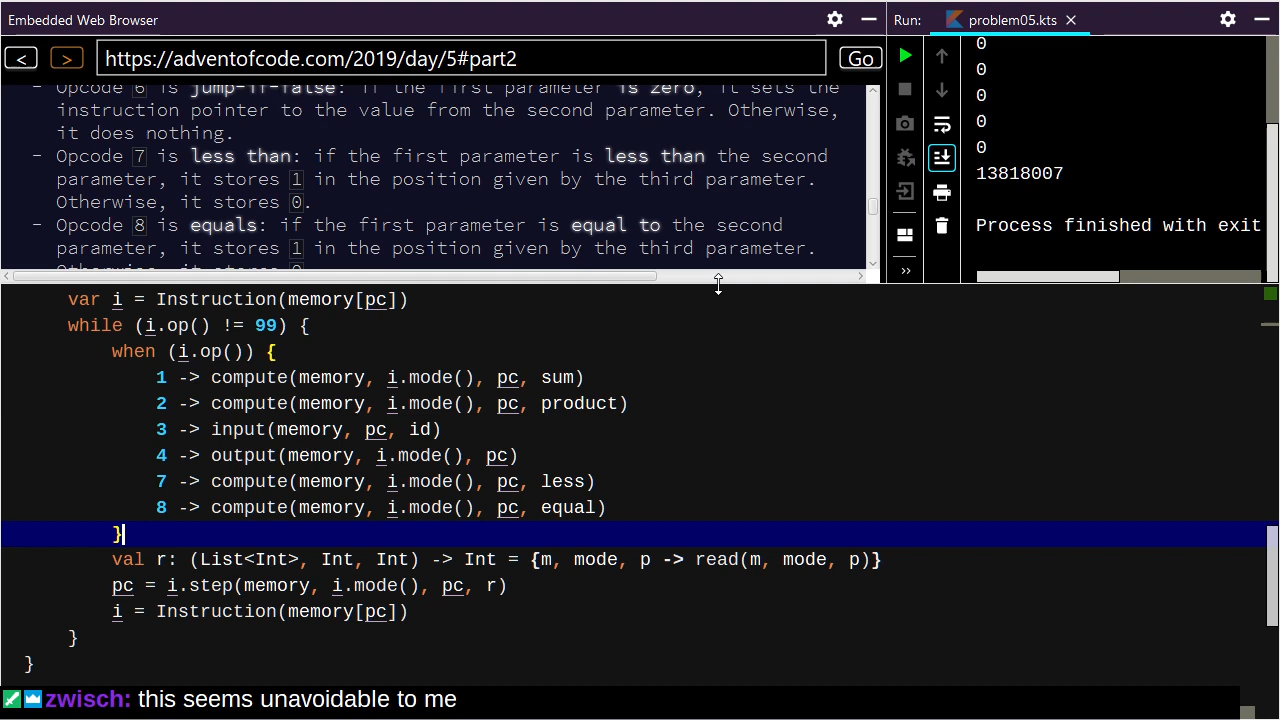 Embedded Web Browser
Run: problem05.kts
< > https://adventofcode.com/2019/day/5#part2 Go
- Opcode 6 is jump-if-false: if the first parameter is zero, it sets the
instruction pointer to the value from the second parameter. Otherwise,
it does nothing.
- Opcode 7 is less than: if the first parameter is less than the second
parameter, it stores 1 in the position given by the third parameter.
Otherwise, it stores 0.
- Opcode 8 is equals: if the first parameter is equal to the second
parameter, it stores 1 in the position given by the third parameter.
Otherwise, it stores 0
0
0
0
0
0
13818007
Process finished with exit
var i = Instruction(memory[pc])
while (i.op() != 99) {
when (i.op()) {
1 -> compute(memory, i.mode(), pc, sum)
2 -> compute(memory, i.mode(), pc, product)
3 -> input(memory, pc, id)
4 -> output(memory, i.mode(), pc)
7 -> compute(memory, i.mode(), pc, less)
8 -> compute(memory, i.mode(), pc, equal)
}
val r: (List<Int>, Int, Int) -> Int = {m, mode, p -> read(m, mode, p)}
pc = i.step(memory, i.mode(), pc, r)
i = Instruction(memory[pc])
}
}
zwisch: this seems unavoidable to me